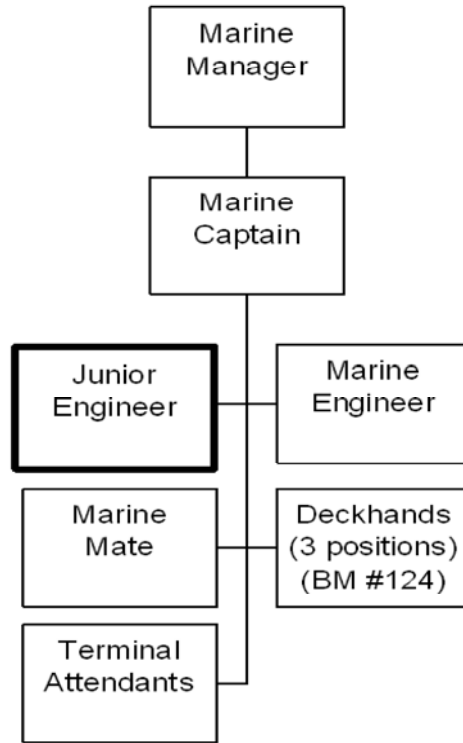 Marine
Manager
Marine
Captain
Junior
Engineer
Marine
Engineer
Marine
Mate
Deckhands
(3 positions)
(BM #124)
Terminal
Attendants